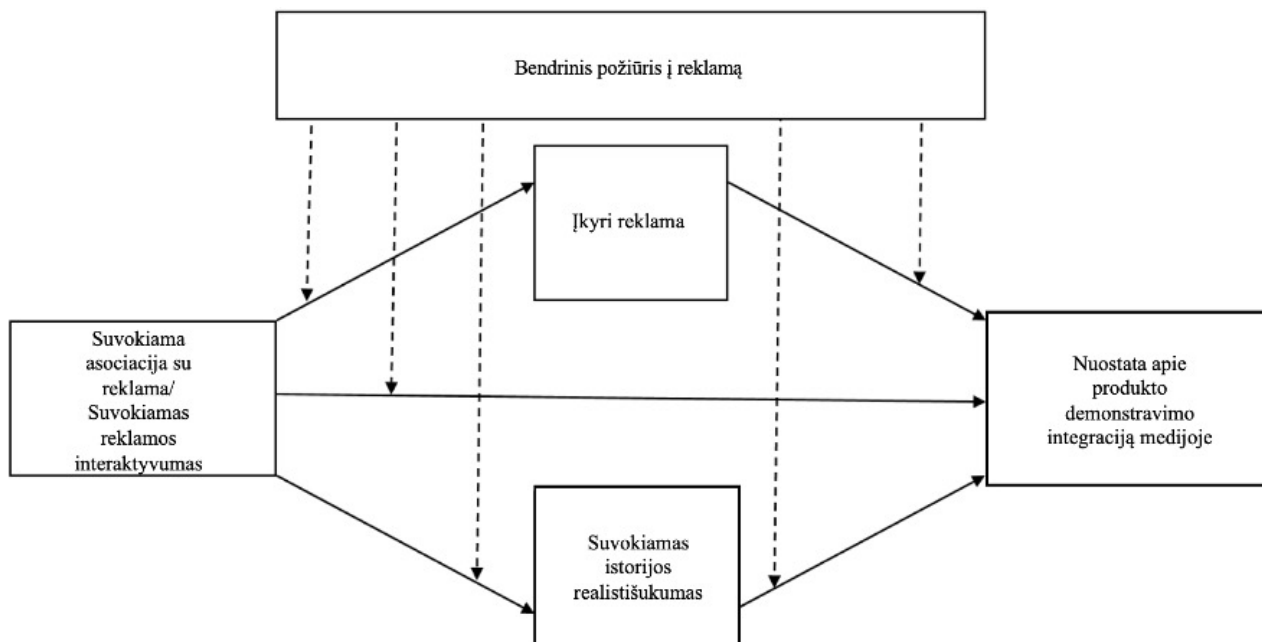 Bendrinis požiūris į reklamą
Įkyri reklama
Suvokiama
asociacija su
reklama/
Suvokiamas
reklamos
interaktyvumas
Nuostata apie
produkto
demonstravimo
integraciją medijoje
Suvokiamas
istorijos
realistišukumas